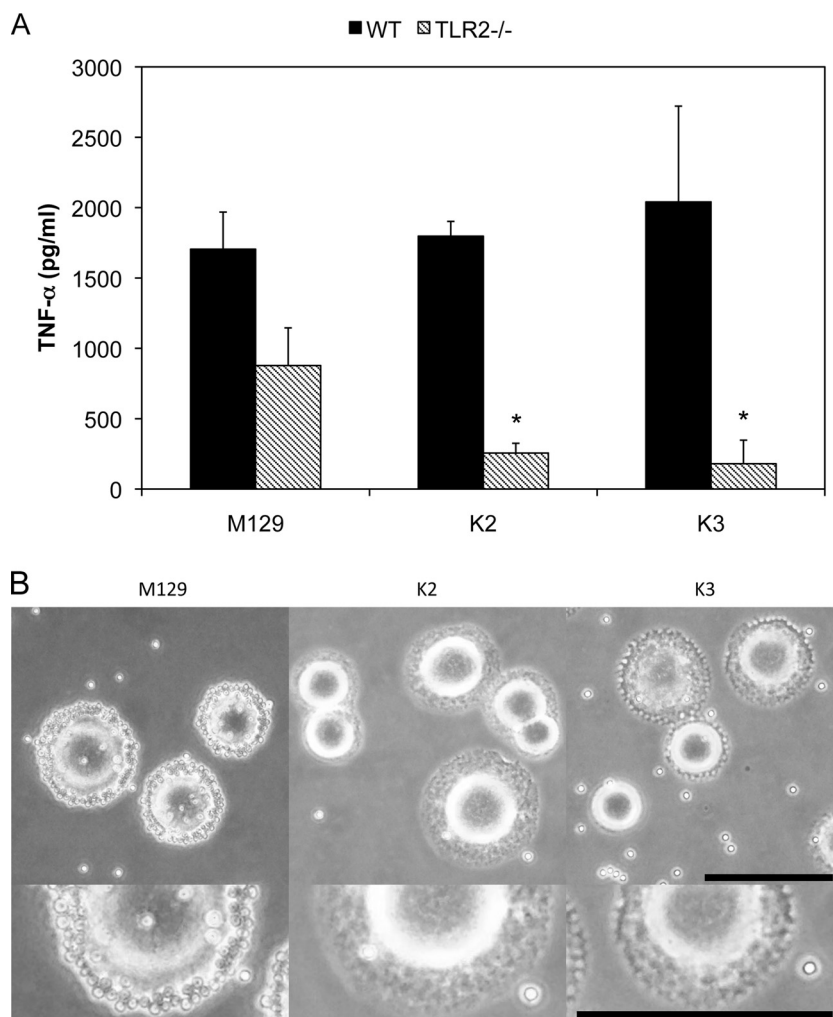 A
WT TLR2-/-
3000
2500
2000
1500
1000
500
0
TNF-α (pg/ml)
*
*
M129 K2 K3
B
M129 K2 K3